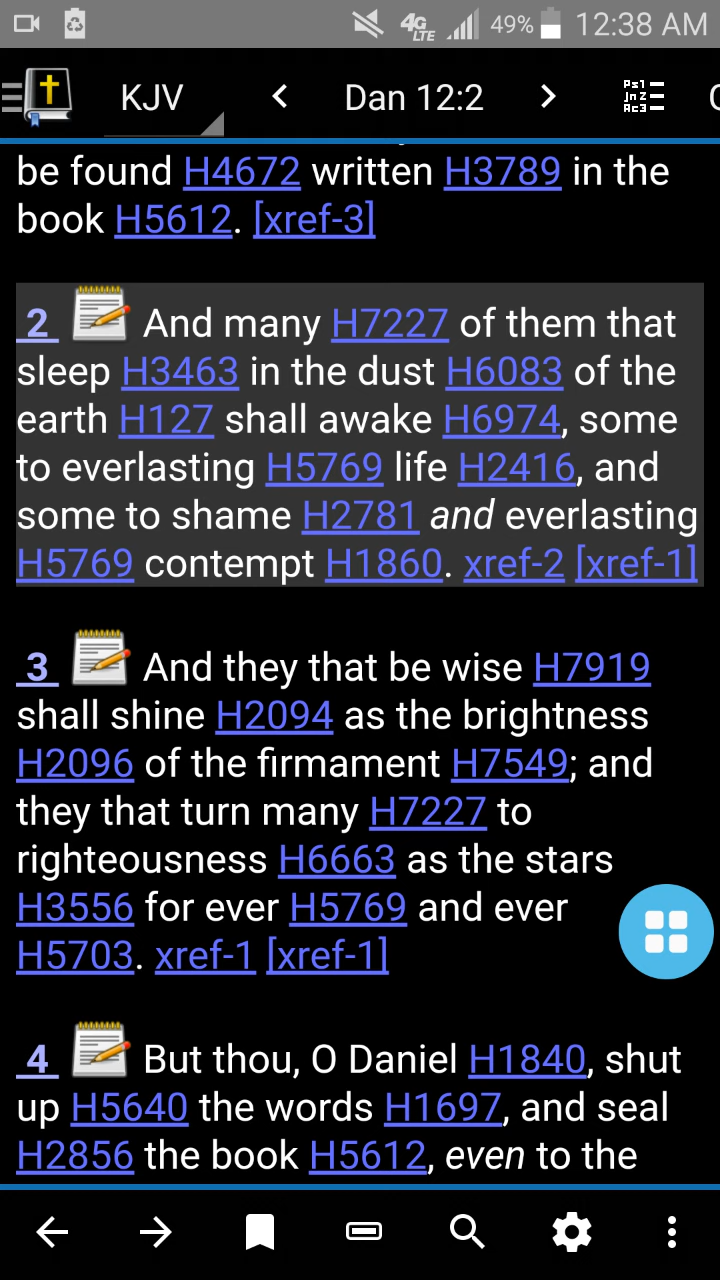 4G LTE 49% 12:38 AM
KJV < Dan 12:2 > Ps1 JnZ Ac3
be found H4672 written H3789 in the
book H5612. [xref-3]
2 And many H7227 of them that
sleep H3463 in the dust H6083 of the
earth H127 shall awake H6974, some
to everlasting H5769 life H2416, and
some to shame H2781 and everlasting
H5769 contempt H1860. xref-2 [xref-1]
3 And they that be wise H7919
shall shine H2094 as the brightness
H2096 of the firmament H7549; and
they that turn many H7227 to
righteousness H6663 as the stars
H3556 for ever H5769 and ever
H5703. xref-1 [xref-1]
4 But thou, O Daniel H1840, shut
up H5640 the words H1697, and seal
H2856 the book H5612, even to the